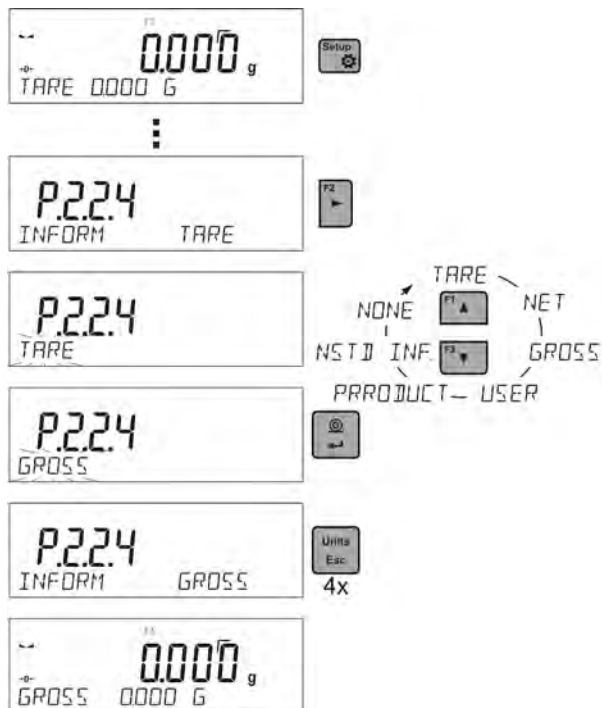 0.000 g
TARE 0.000 G
Setup
P.2.2.4
INFORM TARE
F2
P.2.2.4
TARE
TARE
NONE
F1
NET
NSTD INF.
F3
GROSS
PRRODUCT
USER
P.2.2.4
GROSS
P.2.2.4
INFORM GROSS
Units
Esc
4x
0.000 g
GROSS 0.000 G